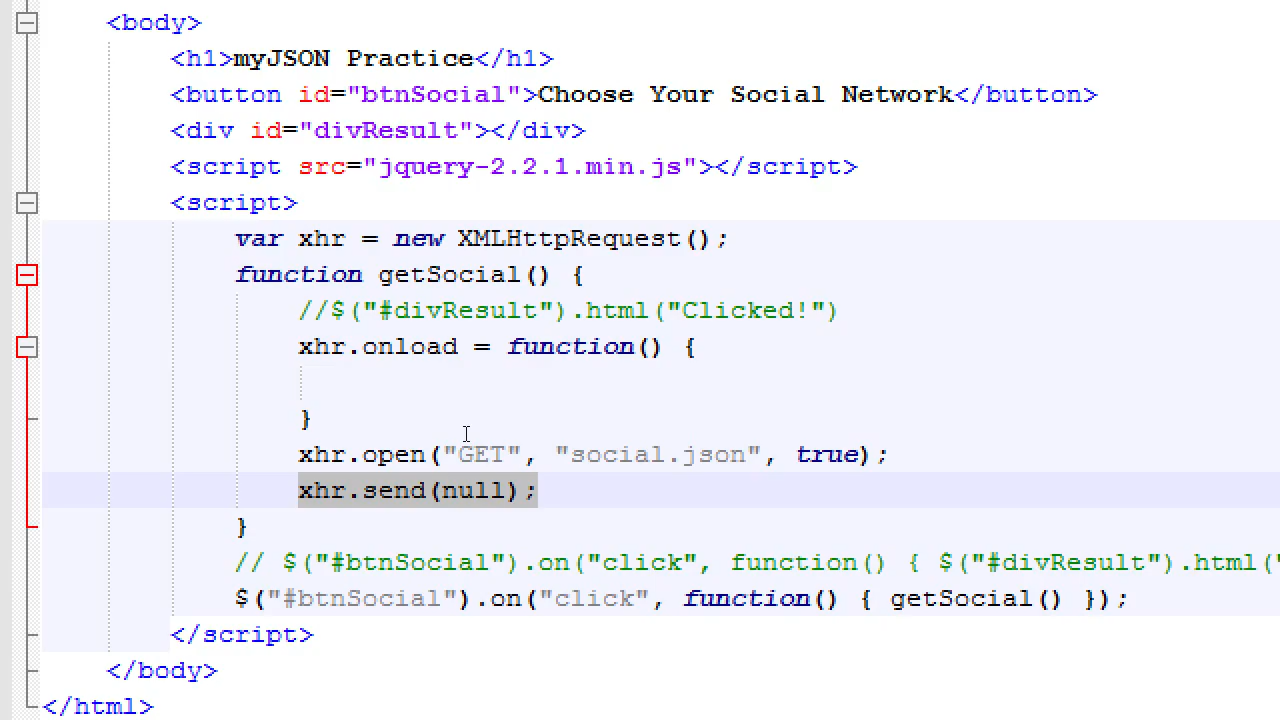 <body>
<h1>myJSON Practice</h1>
<button id="btnSocial">Choose Your Social Network</button>
<div id="divResult"></div>
<script src="jquery-2.2.1.min.js"></script>
<script>
var xhr = new XMLHttpRequest();
function getSocial() {
//$("#divResult").html("Clicked!")
xhr.onload = function() {
}
xhr.open("GET", "social.json", true);
xhr.send(null);
}
// $("#btnSocial").on("click", function() { $("#divResult").html("
$("#btnSocial").on("click", function() { getSocial() });
</script>
</body>
</html>